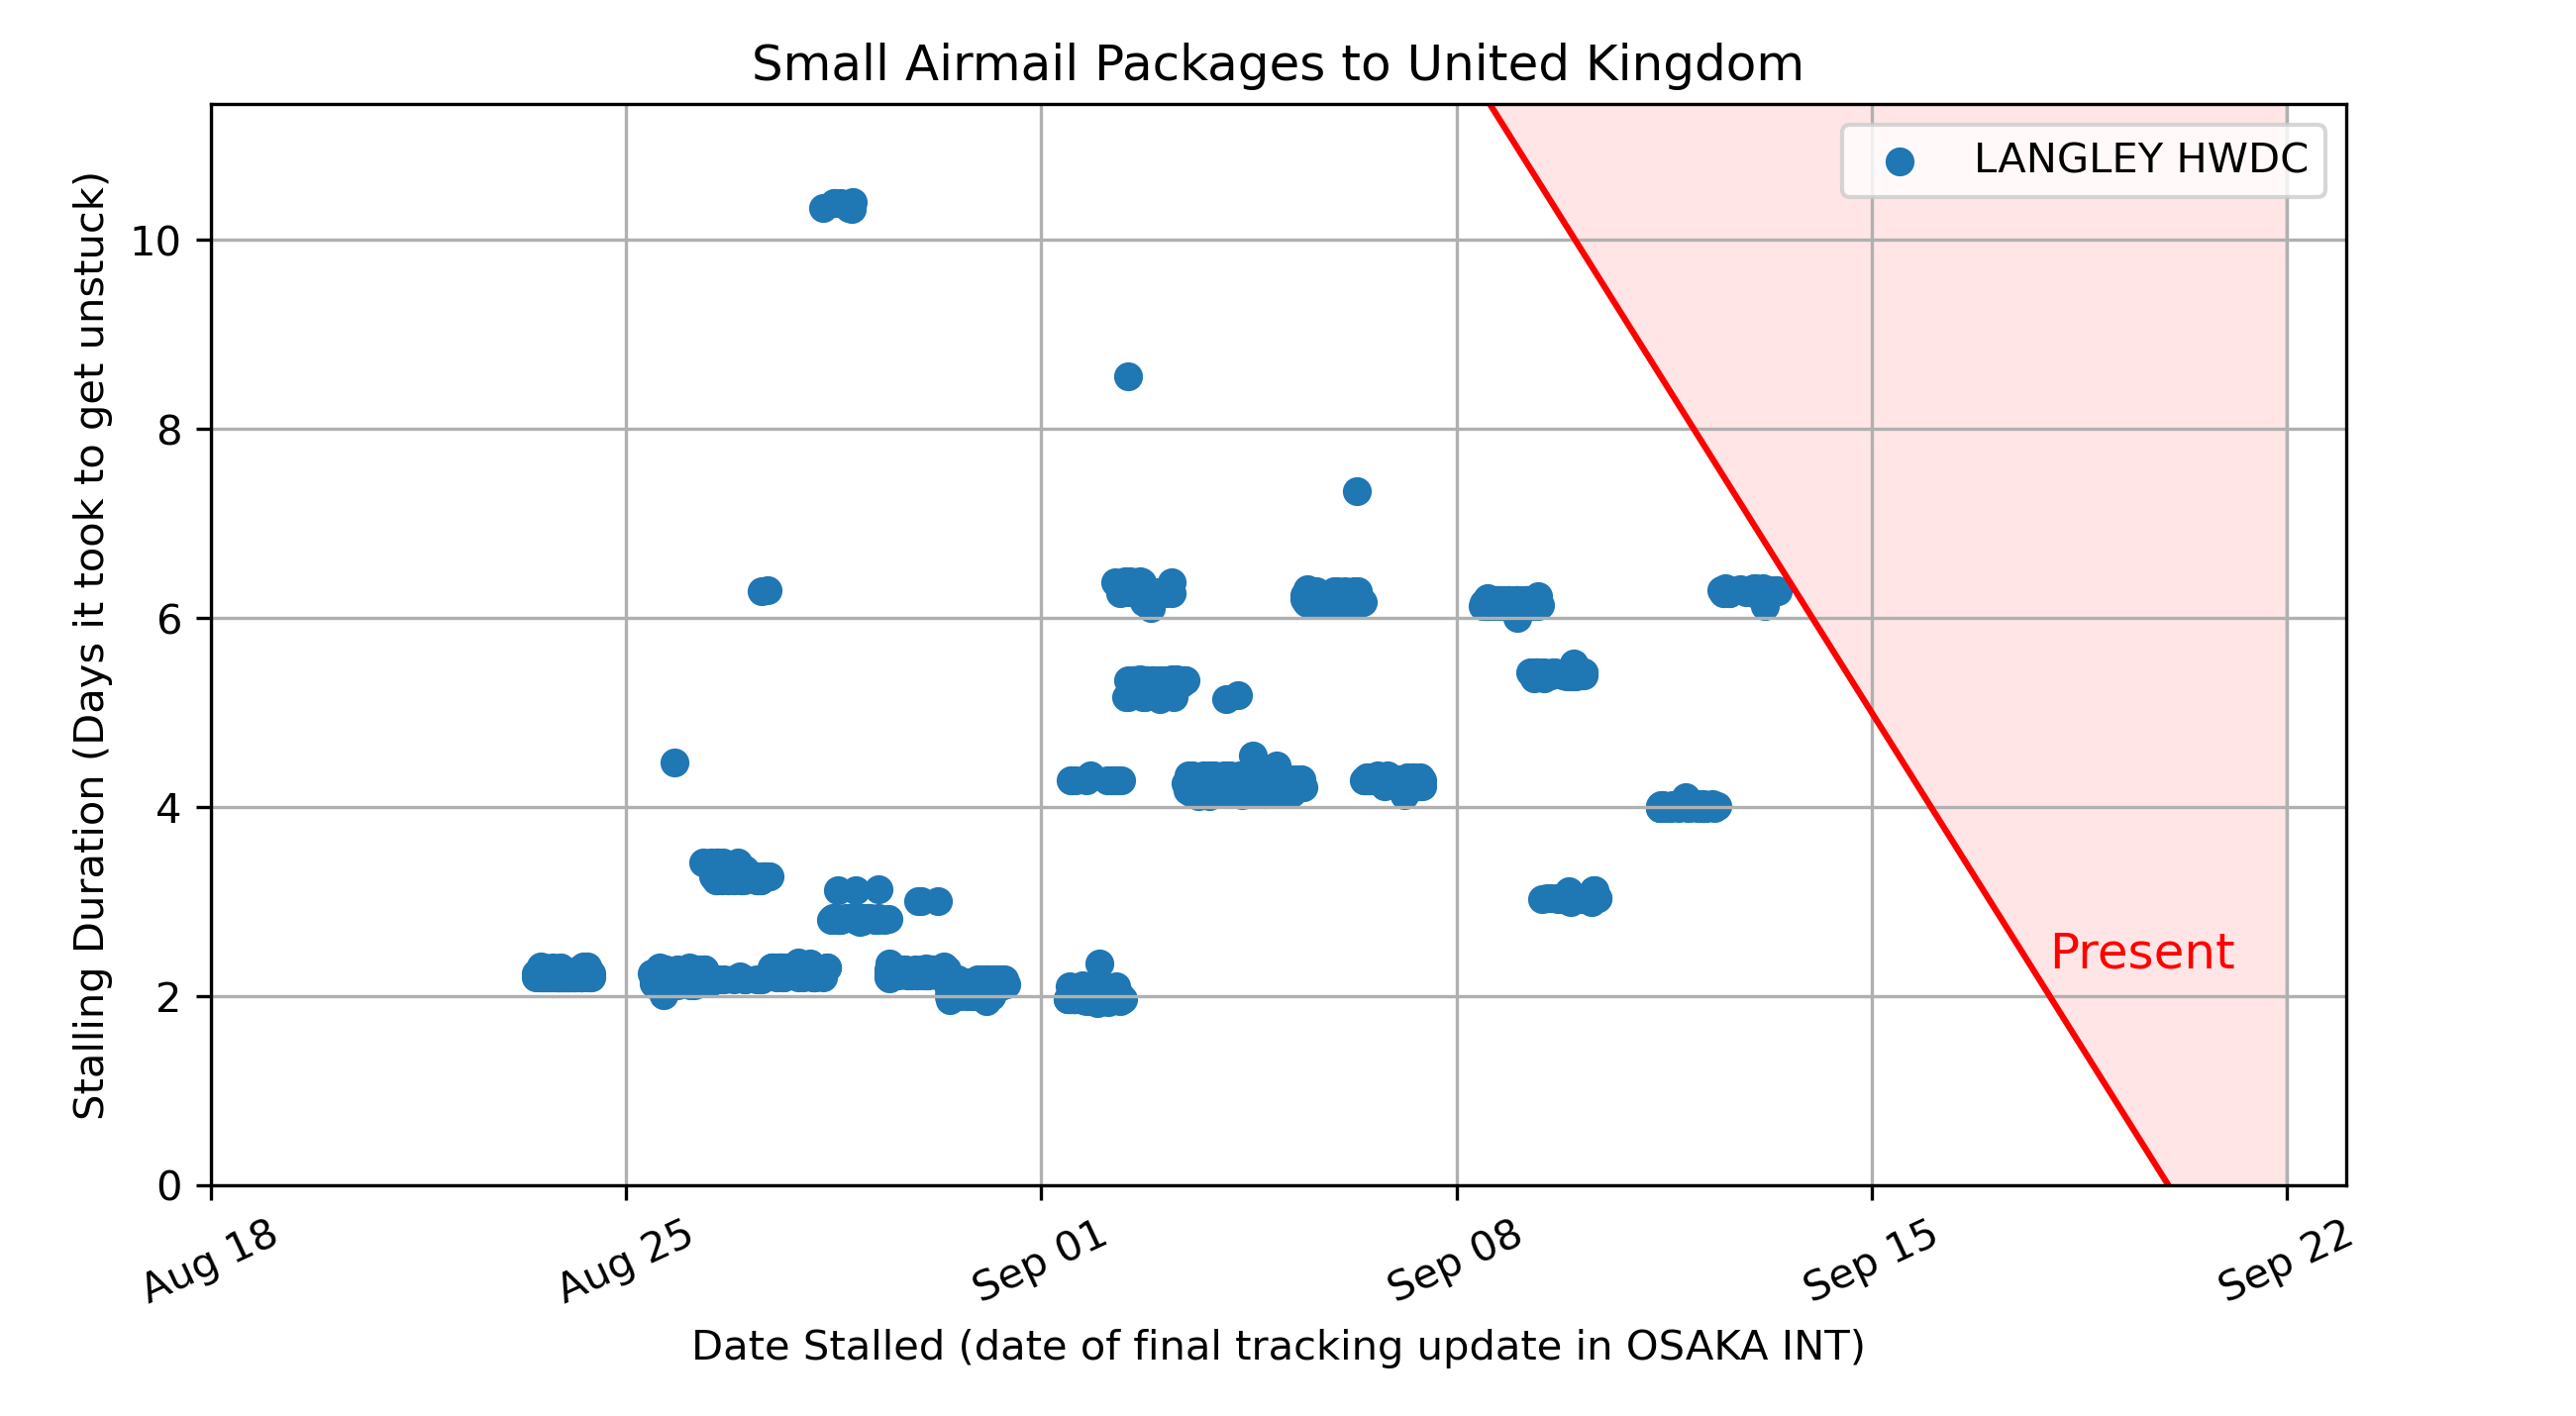 Small Airmail Packages to United Kingdom
LANGLEY HWDC
Stalling Duration (Days it took to get unstuck)
10
8
6
4
2
0
Present
Aug 18
Aug 25
Sep 01
Sep 08
Sep 15
Sep 22
Date Stalled (date of final tracking update in OSAKA INT)